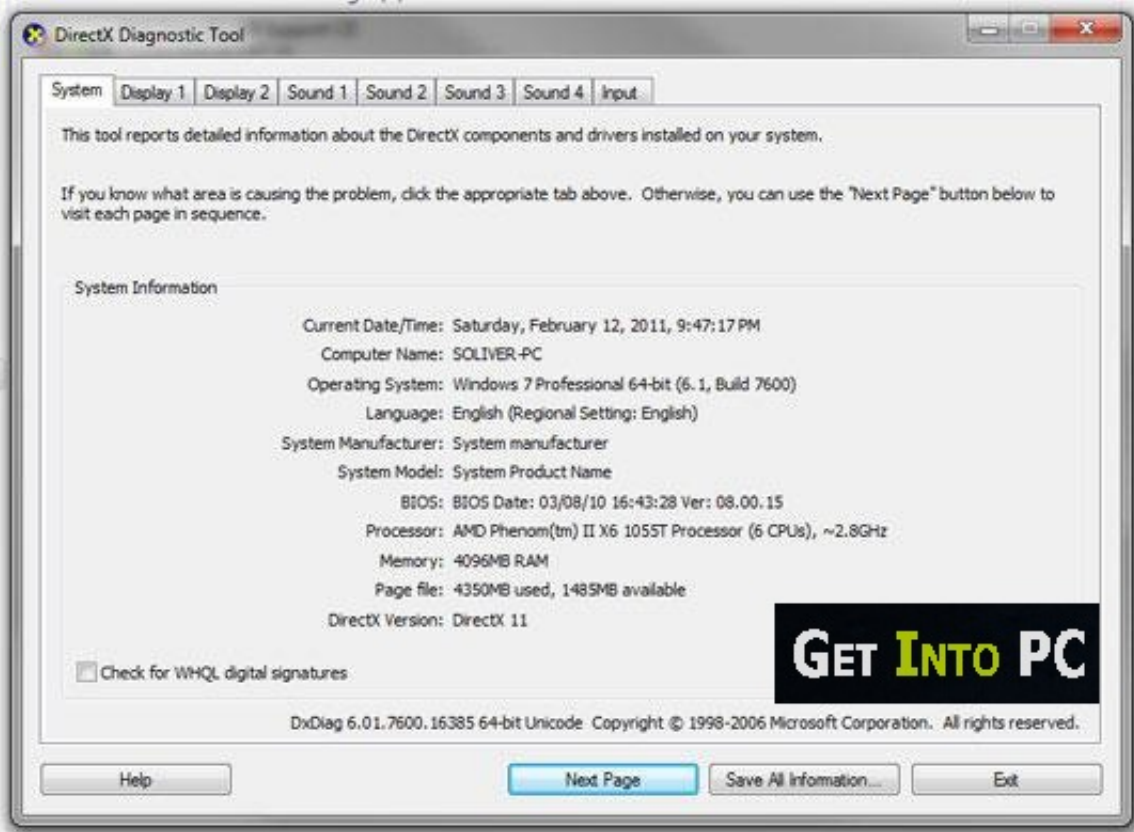 DirectX Diagnostic Tool
System Display 1 Display 2 Sound 1 Sound 2 Sound 3 Sound 4 Input
This tool reports detailed information about the DirectX components and drivers installed on your system.
If you know what area is causing the problem, click the appropriate tab above. Otherwise, you can use the "Next Page" button below to
visit each page in sequence.
System Information
Current Date/Time: Saturday, February 12, 2011, 9:47:17 PM
Computer Name: SOLIVER-PC
Operating System: Windows 7 Professional 64-bit (6.1, Build 7600)
Language: English (Regional Setting: English)
System Manufacturer: System manufacturer
System Model: System Product Name
BIOS: BIOS Date: 03/08/10 16:43:28 Ver: 08.00.15
Processor: AMD Phenom(tm) II X6 1055T Processor (6 CPUs), ~2.8GHz
Memory: 4096MB RAM
Page file: 4350MB used, 1485MB available
DirectX Version: DirectX 11
GET INTO PC
Check for WHQL digital signatures
DxDiag 6.01.7600.16385 64-bit Unicode Copyright © 1998-2006 Microsoft Corporation. All rights reserved.
Help Next Page Save All Information... Exit